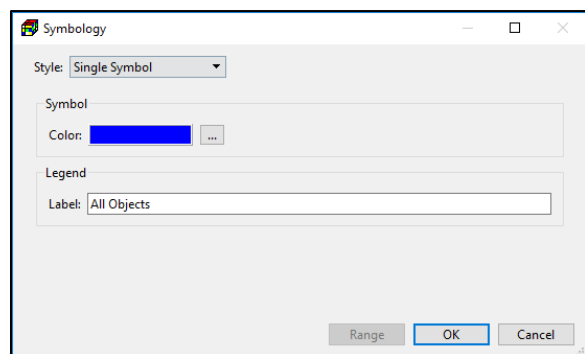 Symbology
Style: Single Symbol
Symbol
Color: ...
Legend
Label: All Objects
Range OK Cancel